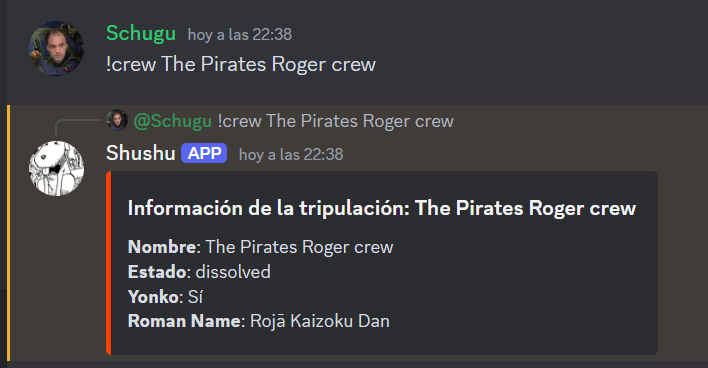 Schugu hoy a las 22:38
!crew The Pirates Roger crew
@Schugu !crew The Pirates Roger crew
Shushu APP hoy a las 22:38
Información de la tripulación: The Pirates Roger crew
Nombre: The Pirates Roger crew
Estado: dissolved
Yonko: Sí
Roman Name: Rojā Kaizoku Dan